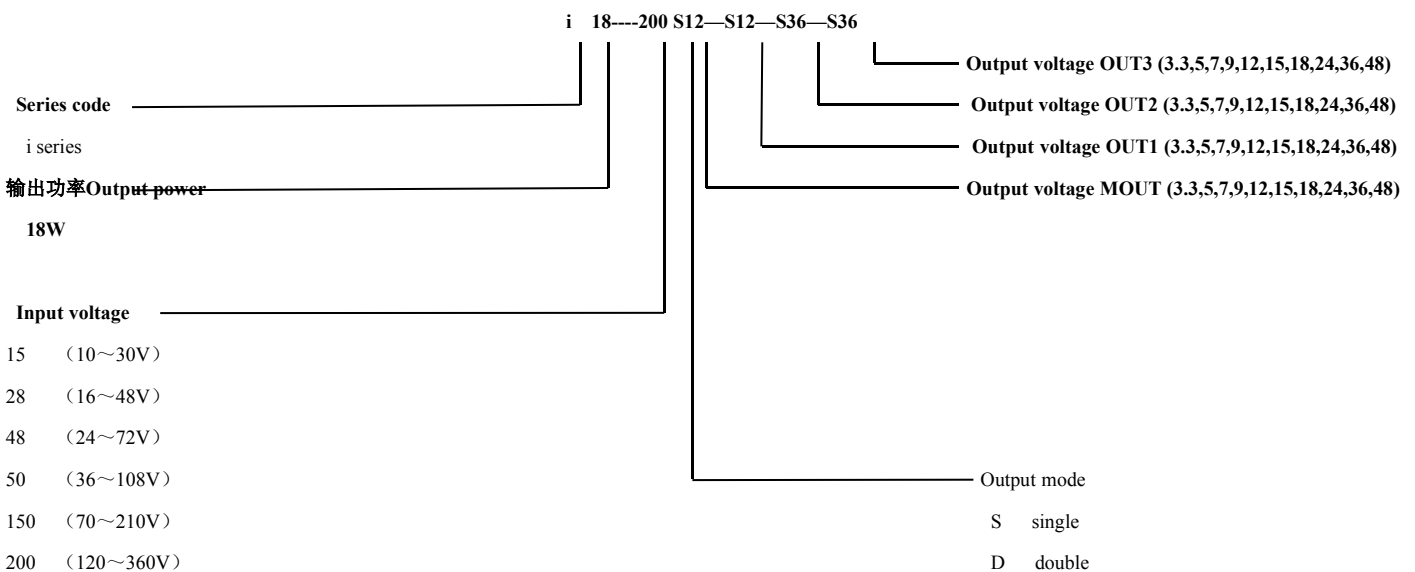 i 18----200 S12—S12—S36—S36
Output voltage OUT3 (3.3,5,7,9,12,15,18,24,36,48)
Series code
Output voltage OUT2 (3.3,5,7,9,12,15,18,24,36,48)
i series
Output voltage OUT1 (3.3,5,7,9,12,15,18,24,36,48)
输出功率Output power
Output voltage MOUT (3.3,5,7,9,12,15,18,24,36,48)
18W
Input voltage
15 （10～30V）
28 （16～48V）
48 （24～72V）
50 （36～108V）
Output mode
150 （70～210V）
S single
200 （120～360V）
D double